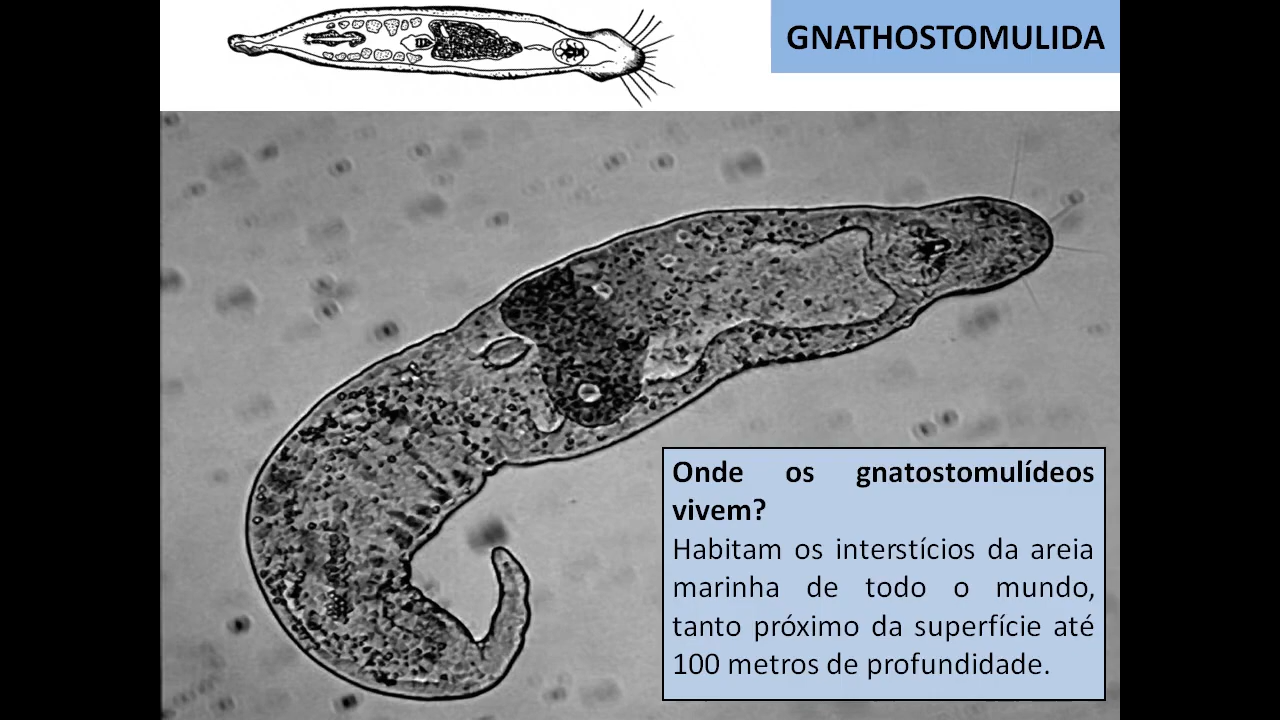 GNATHOSTOMULIDA
Onde os gnatostomulídeos
vivem?
Habitam os interstícios da areia
marinha de todo o mundo,
tanto próximo da superfície até
100 metros de profundidade.